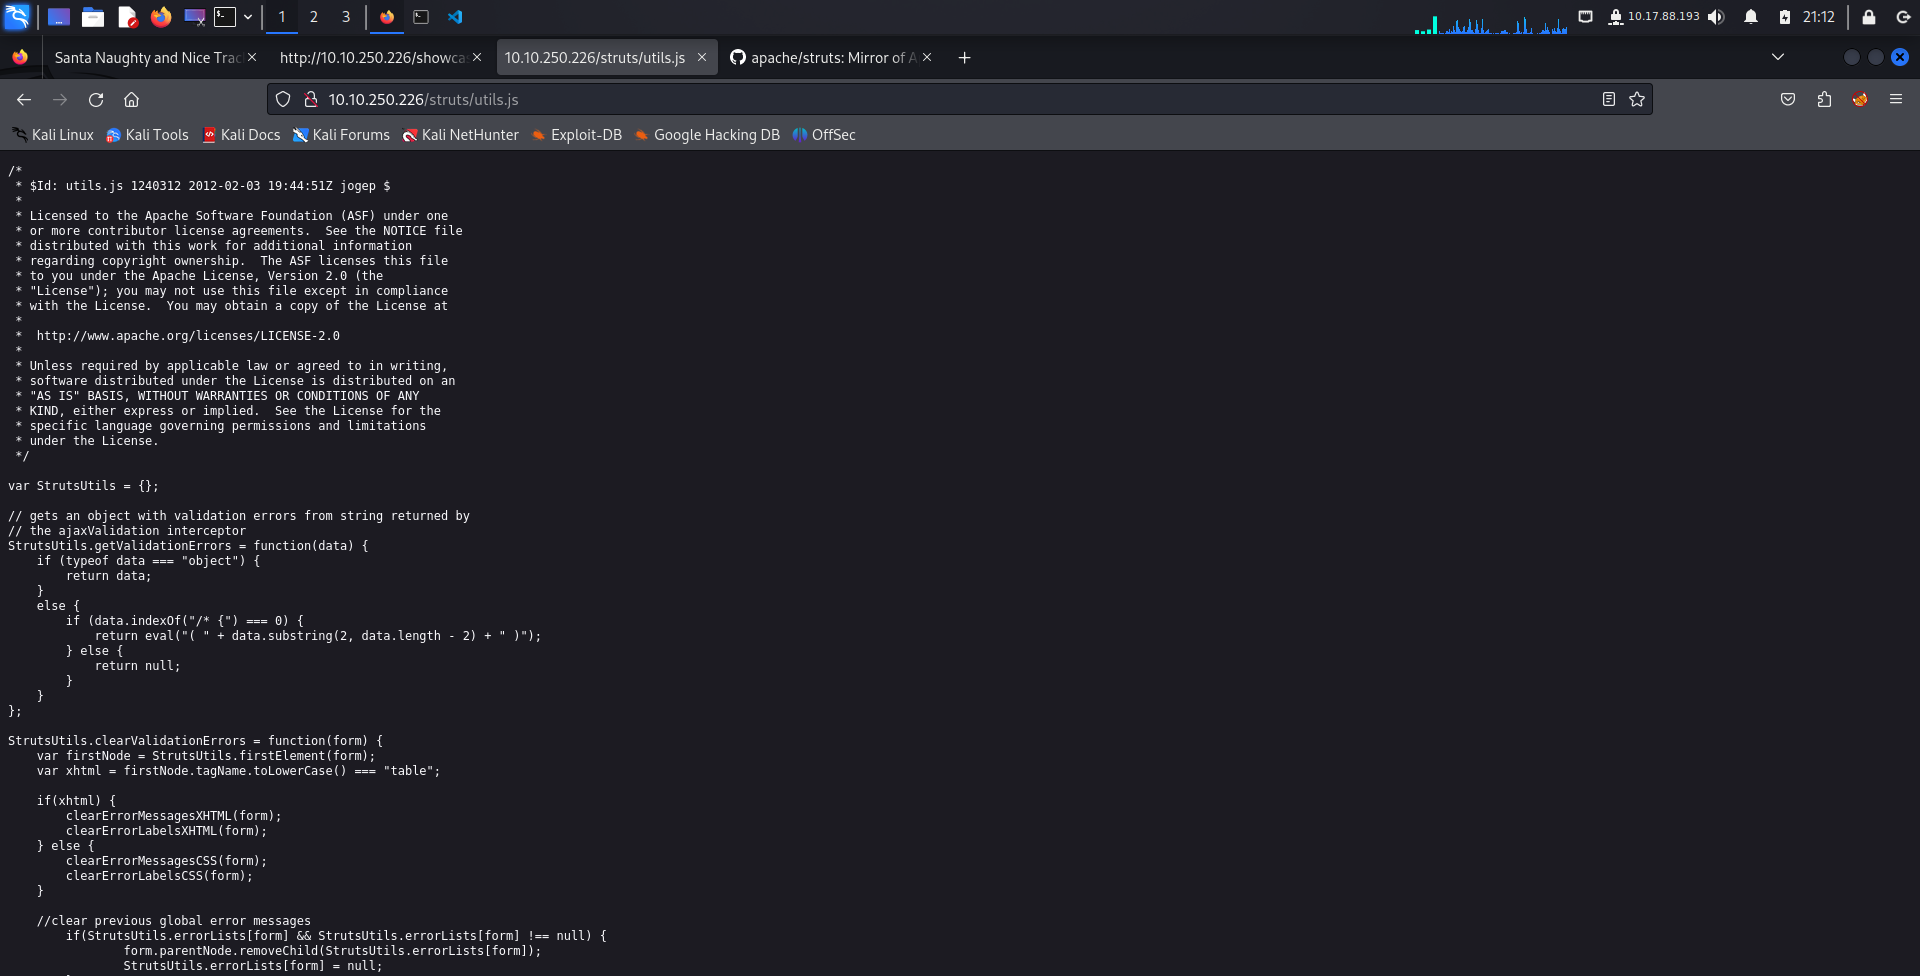 1 2 3
10.17.88.193
21:12
Santa Naughty and Nice Trac
http://10.10.250.226/showca
10.10.250.226/struts/utils.js
apache/struts: Mirror of A
10.10.250.226/struts/utils.js
Kali Linux
Kali Tools
Kali Docs
Kali Forums
Kali NetHunter
Exploit-DB
Google Hacking DB
OffSec
/*
 * $Id: utils.js 1240312 2012-02-03 19:44:51Z jogep $
 *
 * Licensed to the Apache Software Foundation (ASF) under one
 * or more contributor license agreements.  See the NOTICE file
 * distributed with this work for additional information
 * regarding copyright ownership.  The ASF licenses this file
 * to you under the Apache License, Version 2.0 (the
 * "License"); you may not use this file except in compliance
 * with the License.  You may obtain a copy of the License at
 *
 *  http://www.apache.org/licenses/LICENSE-2.0
 *
 * Unless required by applicable law or agreed to in writing,
 * software distributed under the License is distributed on an
 * "AS IS" BASIS, WITHOUT WARRANTIES OR CONDITIONS OF ANY
 * KIND, either express or implied.  See the License for the
 * specific language governing permissions and limitations
 * under the License.
 */
var StrutsUtils = {};
// gets an object with validation errors from string returned by
// the ajaxValidation interceptor
StrutsUtils.getValidationErrors = function(data) {
    if (typeof data === "object") {
        return data;
    }
    else {
        if (data.indexOf("/* {") === 0) {
            return eval("( " + data.substring(2, data.length - 2) + " )");
        } else {
            return null;
        }
    }
};
StrutsUtils.clearValidationErrors = function(form) {
    var firstNode = StrutsUtils.firstElement(form);
    var xhtml = firstNode.tagName.toLowerCase() === "table";
    if(xhtml) {
        clearErrorMessagesXHTML(form);
        clearErrorLabelsXHTML(form);
    } else {
        clearErrorMessagesCSS(form);
        clearErrorLabelsCSS(form);
    }
    //clear previous global error messages
        if(StrutsUtils.errorLists[form] && StrutsUtils.errorLists[form] !== null) {
                form.parentNode.removeChild(StrutsUtils.errorLists[form]);
                StrutsUtils.errorLists[form] = null;